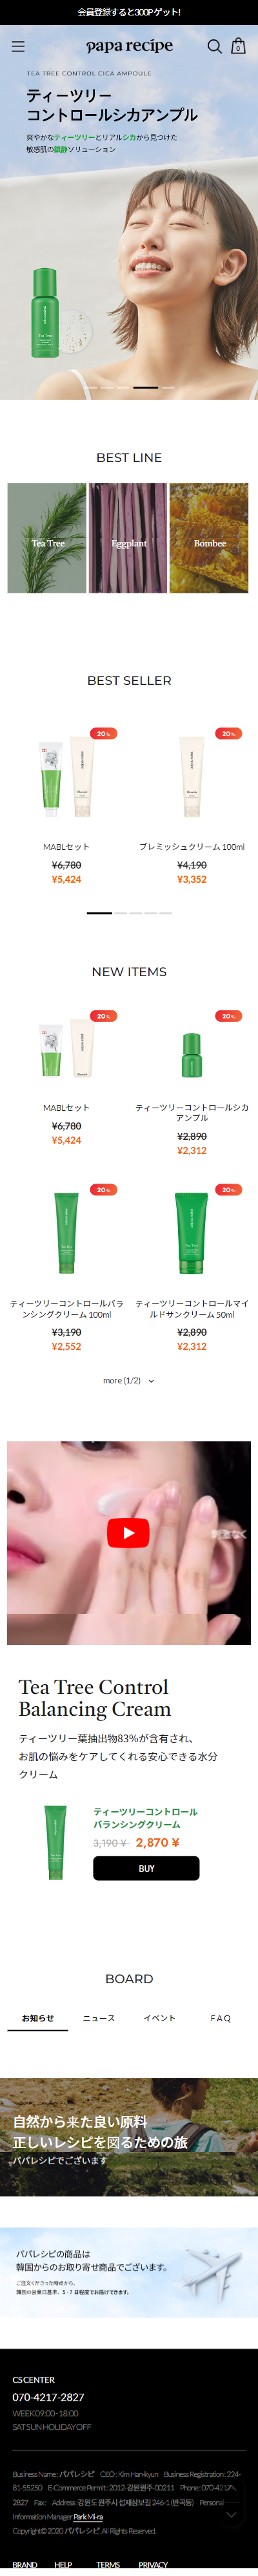 会員登録すると300Pゲット!
papa recipe
0
TEA TREE CONTROL CICA AMPOULE
ティーツリー
コントロールシカアンプル
爽やかなティーツリーとリアルシカから見つけた
敏感肌の鎮静ソリューション
BEST LINE
Tea Tree
Eggplant
Bombee
BEST SELLER
20%
20%
MABLセット
ブレミッシュクリーム 100ml
¥6,780
¥4,190
¥5,424
¥3,352
NEW ITEMS
20%
20%
MABLセット
ティーツリーコントロールシカ
アンプル
¥6,780
¥5,424
¥2,890
¥2,312
20%
20%
ティーツリーコントロールバラ
ンシングクリーム 100ml
ティーツリーコントロールマイ
ルドサンクリーム 50ml
¥3,190
¥2,890
¥2,552
¥2,312
more (1/2)
Tea Tree Control
Balancing Cream
ティーツリー葉抽出物83%が含有され、
お肌の悩みをケアしてくれる安心できる水分
クリーム
ティーツリーコントロール
バランシングクリーム
3,190 ¥ 2,870 ¥
BUY
BOARD
お知らせ ニュース イベント F A Q
自然から来た良い原料
正しいレシピを図るための旅
パパレシピでございます
パパレシピの商品は
韓国からのお取り寄せ商品でございます。
ご注文くださった時点から、
韓国の営業日基準、5 - 7 日程度でお届けできます。
CS CENTER
070-4217-2827
WEEK 09:00 - 18:00
SAT SUN HOLIDAY OFF
Business Name : パパレシピ CEO : Kim Han-kyun Business Registration : 224-
81-55250 E-Commerce Permit : 2012-강원원주-00211 Phone : 070-4217-
2827 Fax : Address : 강원도 원주시 섭재삼보길 246-1 (반곡동) Personal
Information Manager Park Mi-ra
Copyright © 2020 パパレシピ. All Rights Reserved.
BRAND HELP TERMS PRIVACY